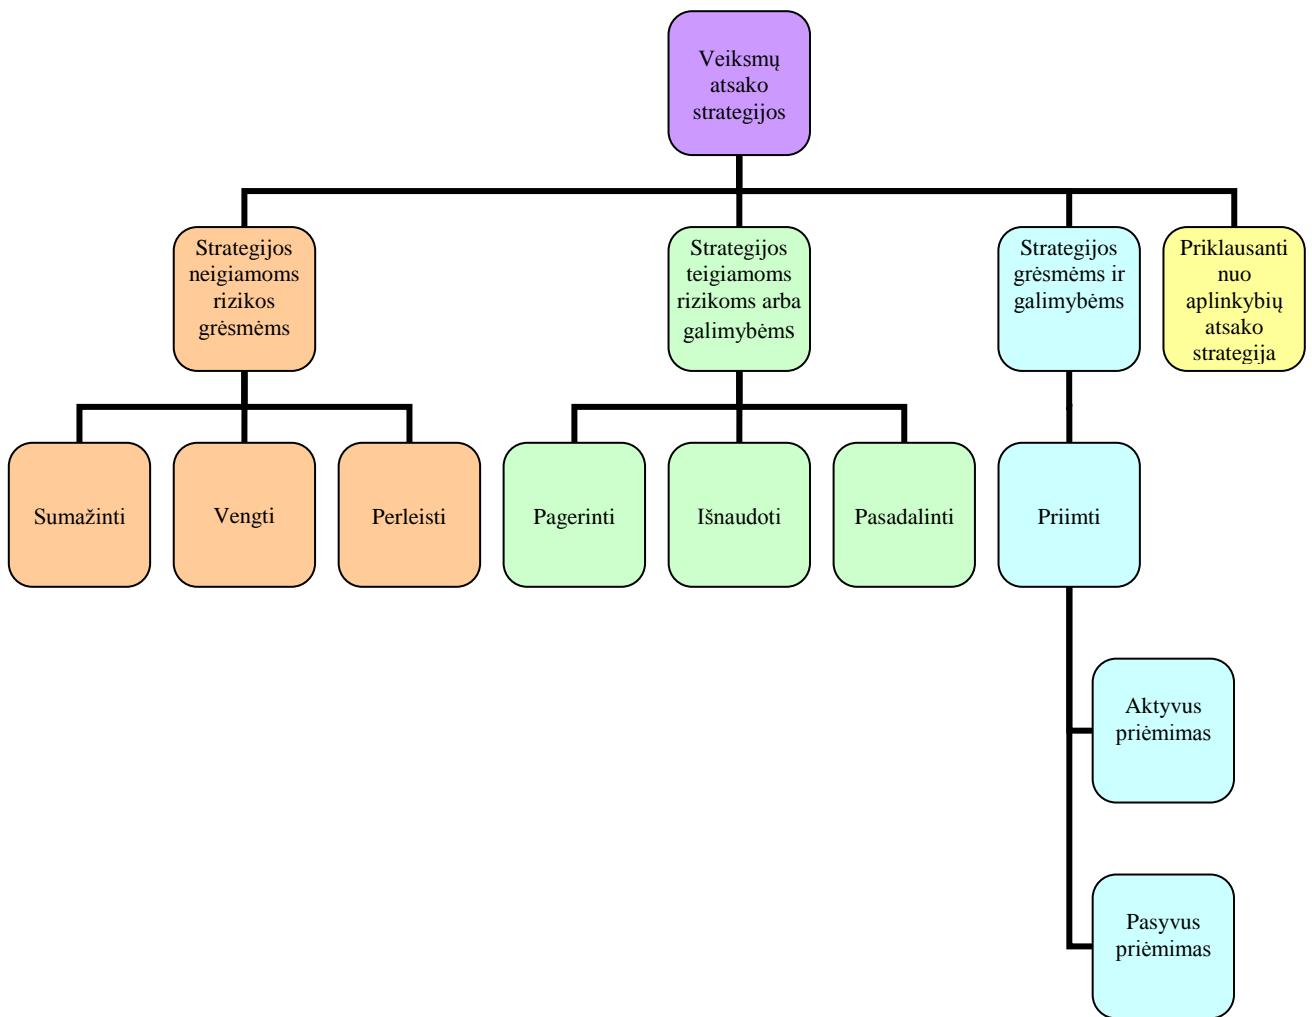 Veiksmų
atsako
strategijos
Strategijos
neigiamoms
rizikos
grėsmėms
Strategijos
teigiamoms
rizikoms arba
galimybėms
Strategijos
grėsmėms ir
galimybėms
Priklausanti
nuo
aplinkybių
atsako
strategija
Sumažinti
Vengti
Perleisti
Pagerinti
Išnaudoti
Pasadalinti
Priimti
Aktyvus
priėmimas
Pasyvus
priėmimas